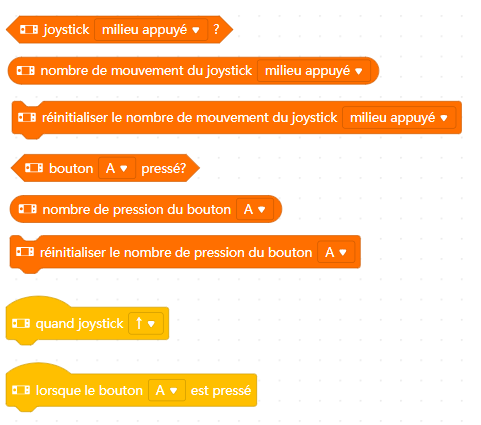 joystick milieu appuyé ?
nombre de mouvement du joystick milieu appuyé
réinitialiser le nombre de mouvement du joystick milieu appuyé
bouton A pressé?
nombre de pression du bouton A
réinitialiser le nombre de pression du bouton A
quand joystick ↑
lorsque le bouton A est pressé